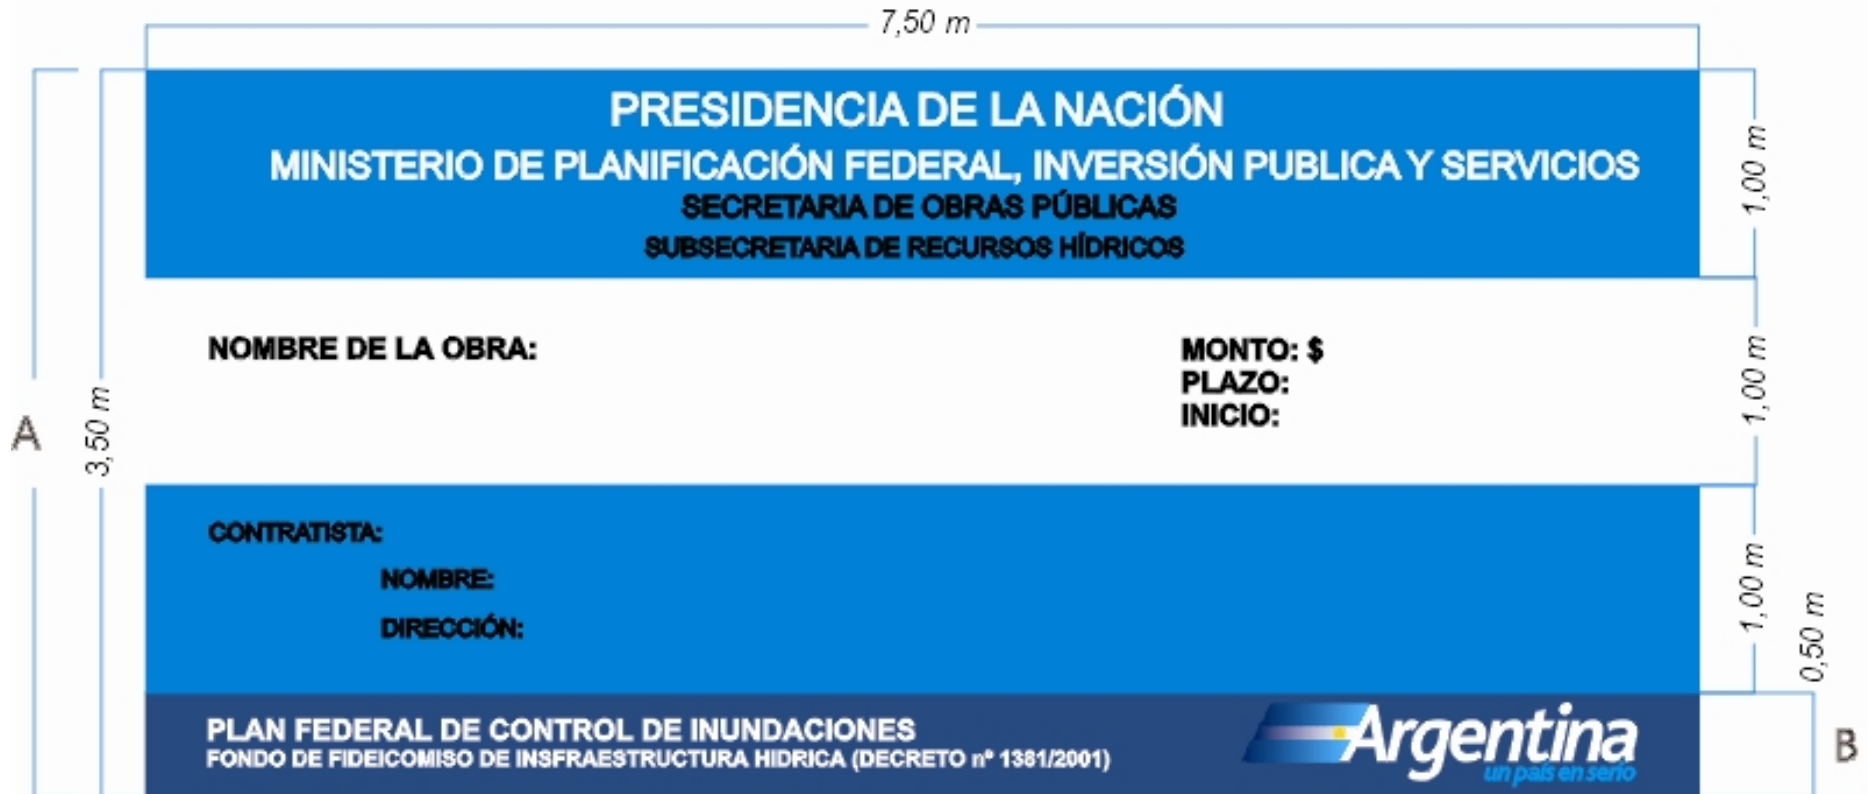 7,50 m
PRESIDENCIA DE LA NACIÓN
MINISTERIO DE PLANIFICACIÓN FEDERAL, INVERSIÓN PUBLICA Y SERVICIOS
SECRETARIA DE OBRAS PÚBLICAS
SUBSECRETARIA DE RECURSOS HÍDRICOS
1,00 m
NOMBRE DE LA OBRA:
MONTO: $
PLAZO:
INICIO:
1,00 m
A
3,50 m
CONTRATISTA:
NOMBRE:
DIRECCIÓN:
1,00 m
0,50 m
PLAN FEDERAL DE CONTROL DE INUNDACIONES
FONDO DE FIDEICOMISO DE INSFRAESTRUCTURA HIDRICA (DECRETO nº 1381/2001)
Argentina
un país en serio
B